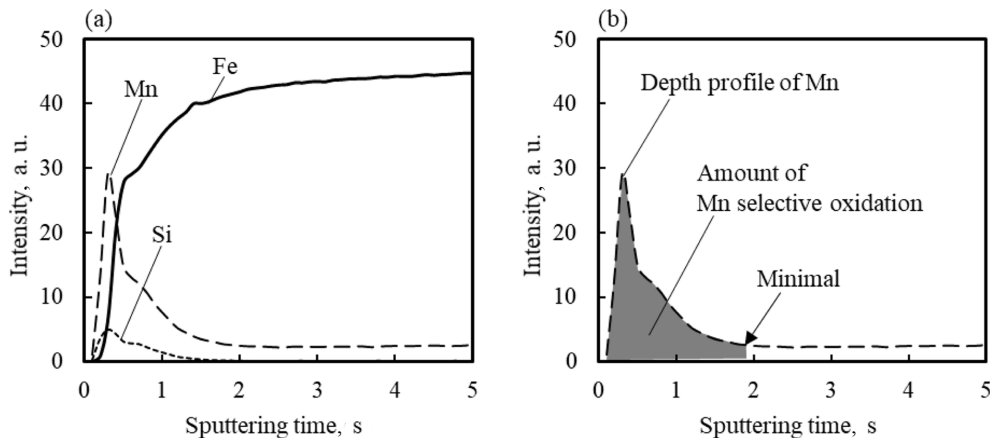 (a)
50
40
30
20
10
0
Intensity, a. u.
Mn
Fe
Si
0 1 2 3 4 5
Sputtering time, s
(b)
50
40
30
20
10
0
Intensity, a. u.
Depth profile of Mn
Amount of
Mn selective oxidation
Minimal
0 1 2 3 4 5
Sputtering time, s